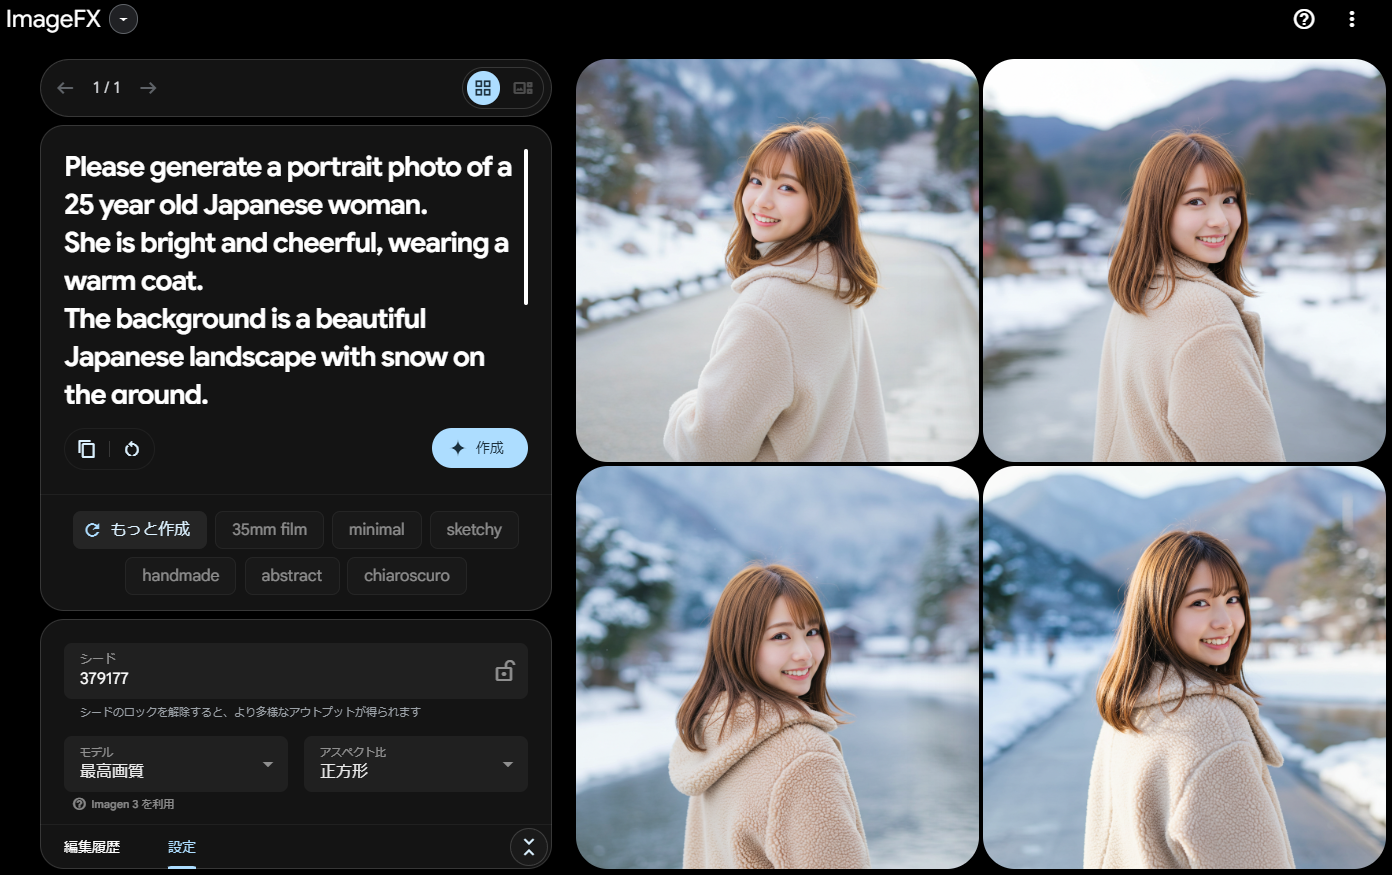 ImageFX
1 / 1
Please generate a portrait photo of a
25 year old Japanese woman.
She is bright and cheerful, wearing a
warm coat.
The background is a beautiful
Japanese landscape with snow on
the ground.
作成
もっと作成
35mm film
minimal
sketchy
handmade
abstract
chiaroscuro
シード
379177
シードのロックを解除すると、より多様なアウトプットが得られます
モデル
最高画質
アスペクト比
正方形
Imagen 3 を利用
編集履歴
設定